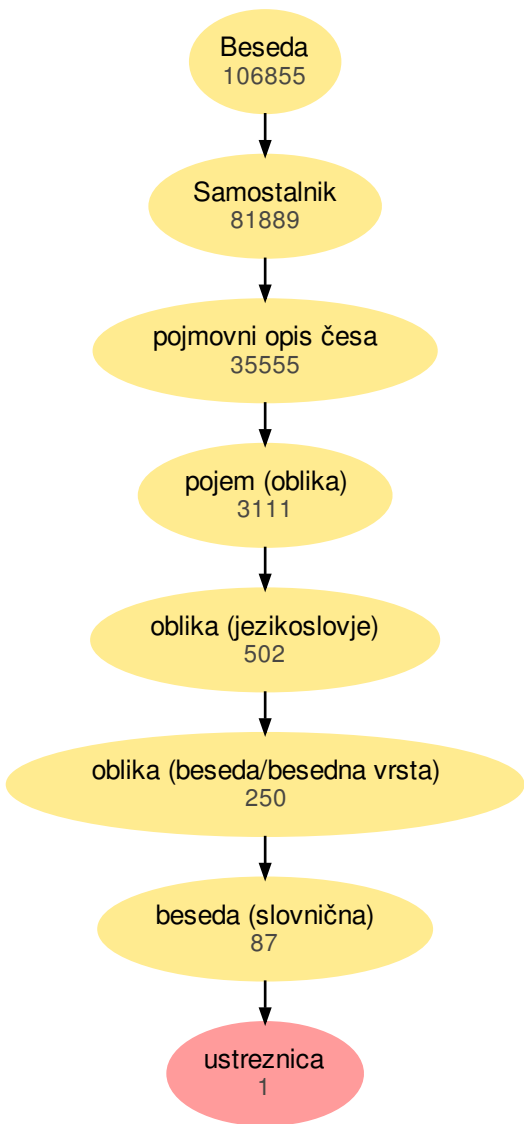 Beseda
106855
Samostalnik
81889
pojmovni opis česa
35555
pojem (oblika)
3111
oblika (jezikoslovje)
502
oblika (beseda/besedna vrsta)
250
beseda (slovnična)
87
ustreznica
1